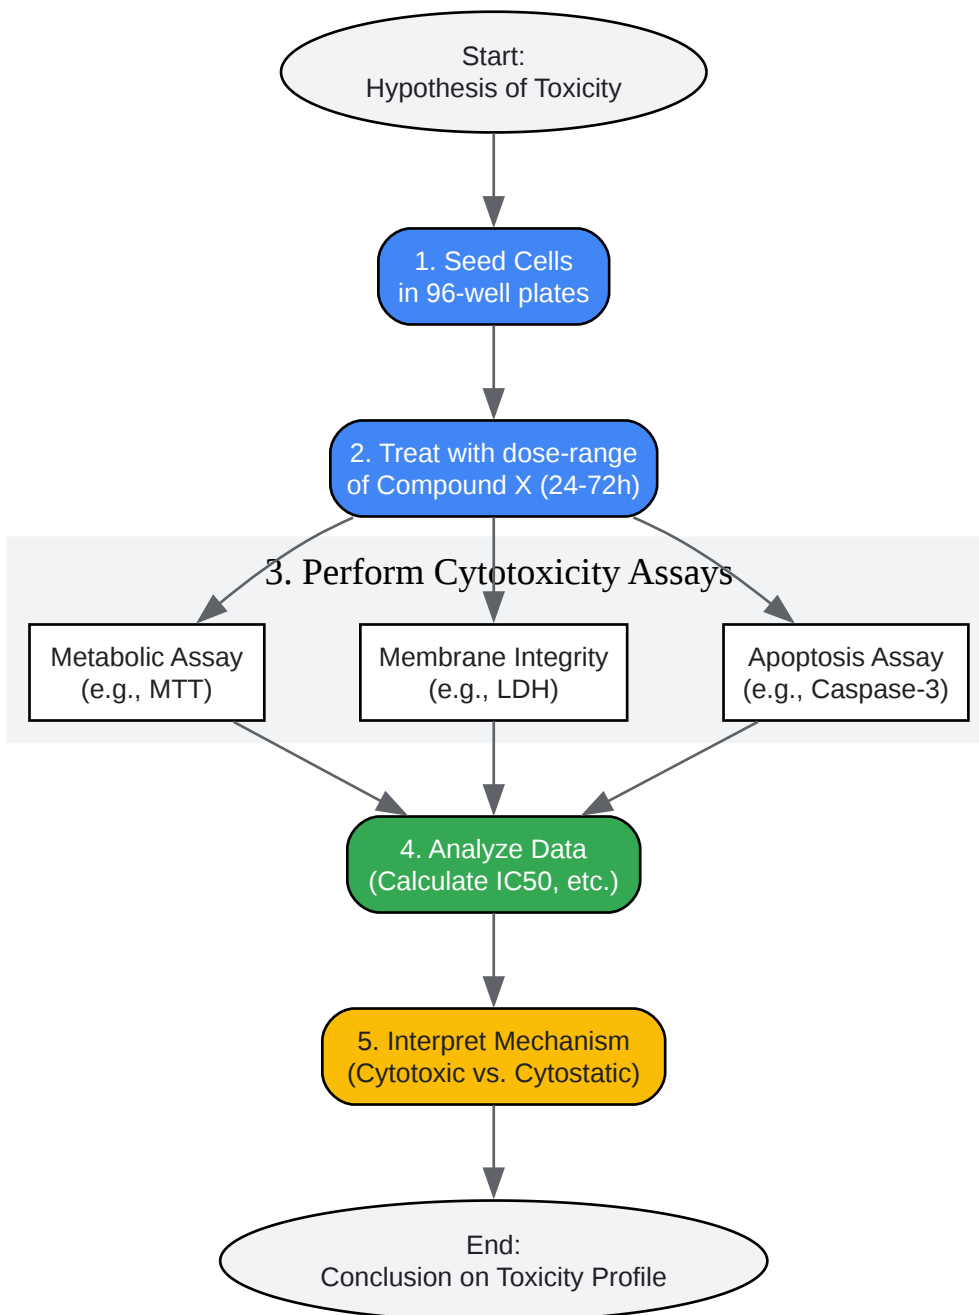 Start:
Hypothesis of Toxicity
1. Seed Cells
in 96-well plates
2. Treat with dose-range
of Compound X (24-72h)
3. Perform Cytotoxicity Assays
Metabolic Assay
(e.g., MTT)
Membrane Integrity
(e.g., LDH)
Apoptosis Assay
(e.g., Caspase-3)
4. Analyze Data
(Calculate IC50, etc.)
5. Interpret Mechanism
(Cytotoxic vs. Cytostatic)
End:
Conclusion on Toxicity Profile